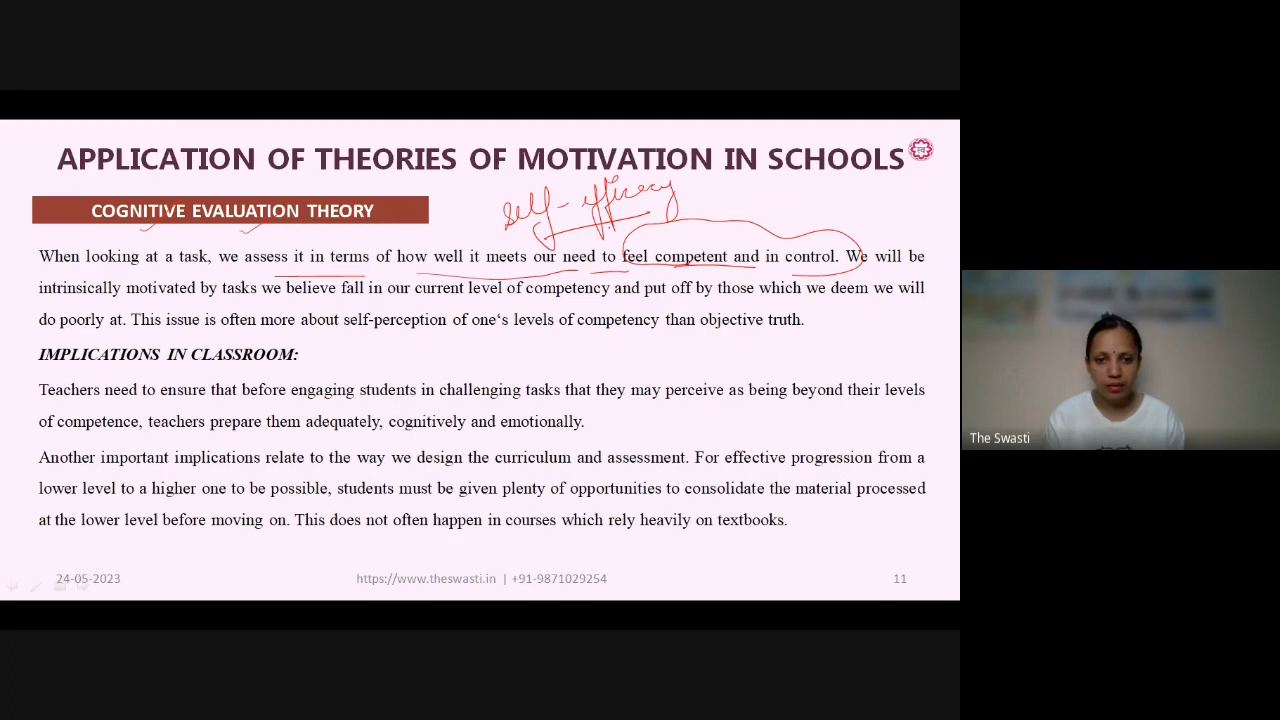 APPLICATION OF THEORIES OF MOTIVATION IN SCHOOLS
self-efficacy
COGNITIVE EVALUATION THEORY
When looking at a task, we assess it in terms of how well it meets our need to feel competent and in control. We will be
intrinsically motivated by tasks we believe fall in our current level of competency and put off by those which we deem we will
do poorly at. This issue is often more about self-perception of one‘s levels of competency than objective truth.
IMPLICATIONS IN CLASSROOM:
Teachers need to ensure that before engaging students in challenging tasks that they may perceive as being beyond their levels
of competence, teachers prepare them adequately, cognitively and emotionally.
Another important implications relate to the way we design the curriculum and assessment. For effective progression from a
lower level to a higher one to be possible, students must be given plenty of opportunities to consolidate the material processed
at the lower level before moving on. This does not often happen in courses which rely heavily on textbooks.
24-05-2023 https://www.theswasti.in | +91-9871029254 11
The Swasti